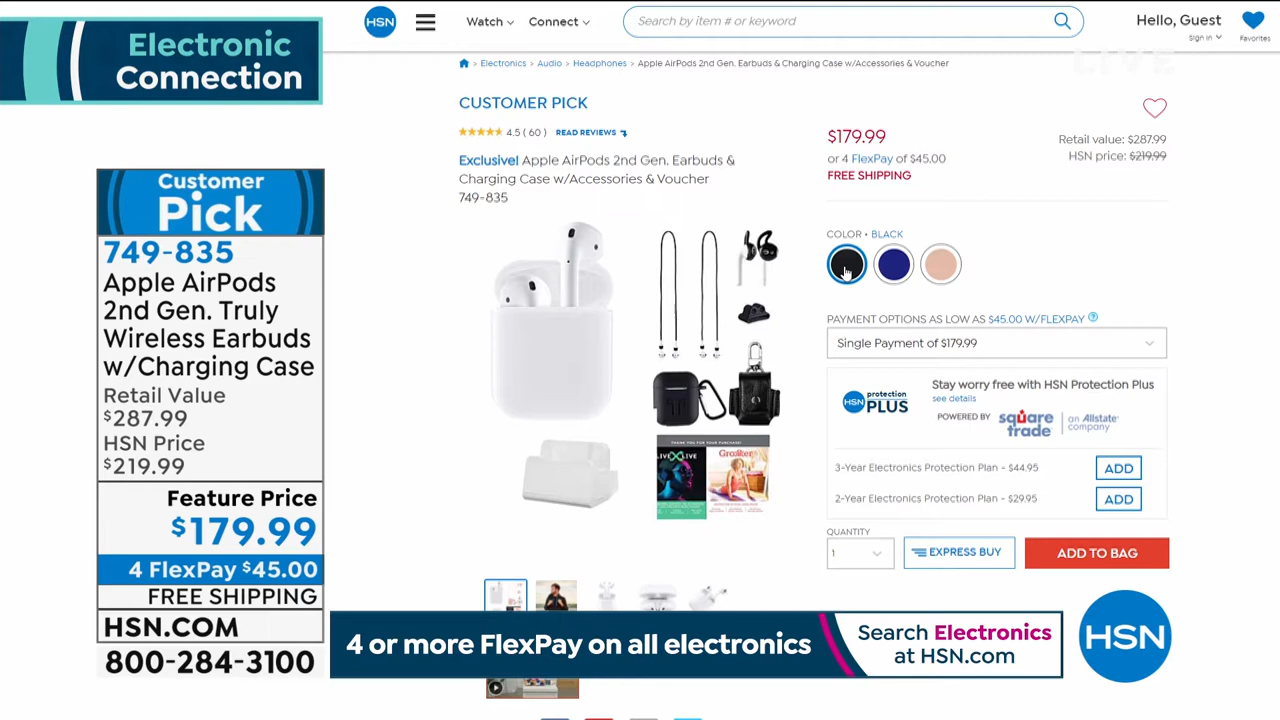 Electronic
Connection
HSN
Watch
Connect
Search by item # or keyword
Hello, Guest
Sign In
Favorites
LIVE
Electronics > Audio > Headphones > Apple AirPods 2nd Gen. Earbuds & Charging Case w/Accessories & Voucher
CUSTOMER PICK
4.5 ( 60 ) READ REVIEWS
Exclusive! Apple AirPods 2nd Gen. Earbuds &
Charging Case w/Accessories & Voucher
749-835
$179.99
or 4 FlexPay of $45.00
FREE SHIPPING
Retail value: $287.99
HSN price: $219.99
COLOR • BLACK
PAYMENT OPTIONS AS LOW AS $45.00 W/FLEXPAY ?
Single Payment of $179.99
HSN protection PLUS
Stay worry free with HSN Protection Plus
see details
POWERED BY
square trade
an Allstate company
3-Year Electronics Protection Plan - $44.95
ADD
2-Year Electronics Protection Plan - $29.95
ADD
QUANTITY
1
EXPRESS BUY
ADD TO BAG
THANK YOU FOR YOUR PURCHASE!
LIVEXLIVE
Grokker
Customer
Pick
749-835
Apple AirPods
2nd Gen. Truly
Wireless Earbuds
w/Charging Case
Retail Value
$287.99
HSN Price
$219.99
Feature Price
$179.99
4 FlexPay $45.00
FREE SHIPPING
HSN.COM
800-284-3100
4 or more FlexPay on all electronics
Search Electronics
at HSN.com
HSN